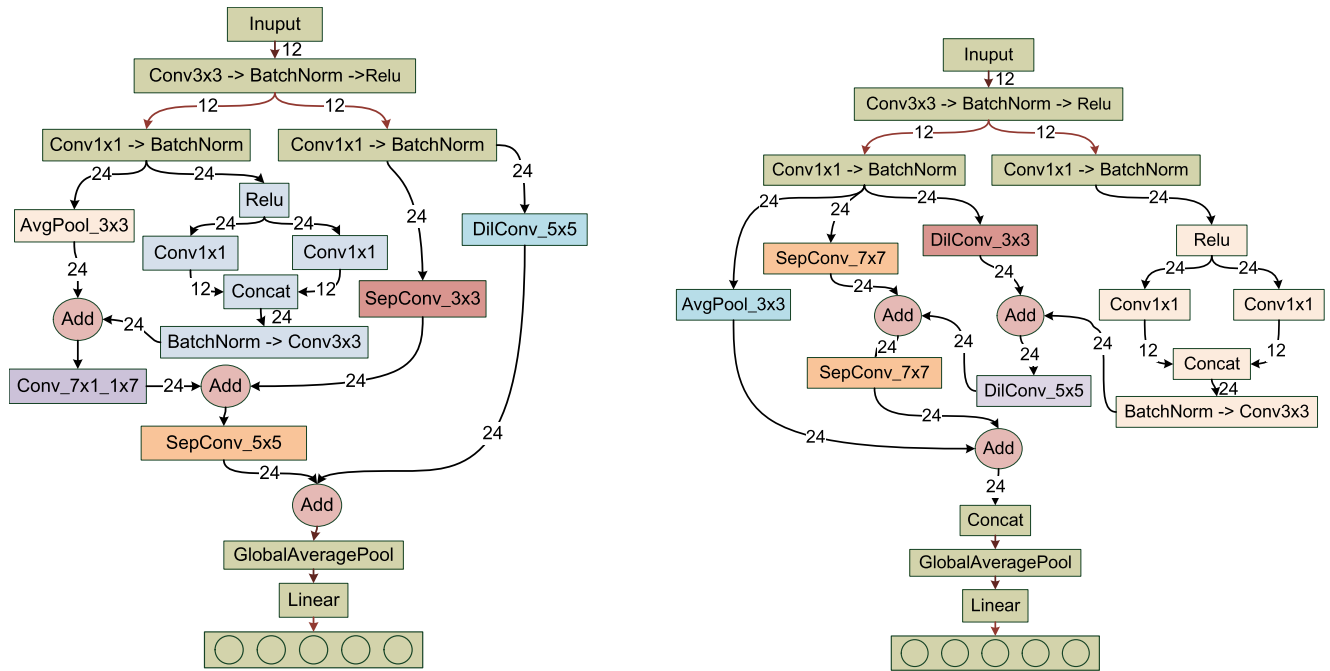 Inuput
12
Conv3x3 -> BatchNorm ->Relu
12 12
Conv1x1 -> BatchNorm Conv1x1 -> BatchNorm
24 24 24
Relu
AvgPool_3x3 24 24 24 DilConv_5x5
Conv1x1 Conv1x1
24 12 Concat 12 SepConv_3x3
Add 24 24
BatchNorm -> Conv3x3
Conv_7x1_1x7 24 Add 24
SepConv_5x5 24
24
Add
GlobalAveragePool
Linear
Inuput
12
Conv3x3 -> BatchNorm -> Relu
12 12
Conv1x1 -> BatchNorm Conv1x1 -> BatchNorm
24 24 24 24
DilConv_3x3 Relu
SepConv_7x7 24 24 24
24
AvgPool_3x3 Conv1x1 Conv1x1
Add Add
24 24 24 24 12 12
Concat
SepConv_7x7 24
DilConv_5x5
24 BatchNorm -> Conv3x3
24 Add
24
Concat
GlobalAveragePool
Linear